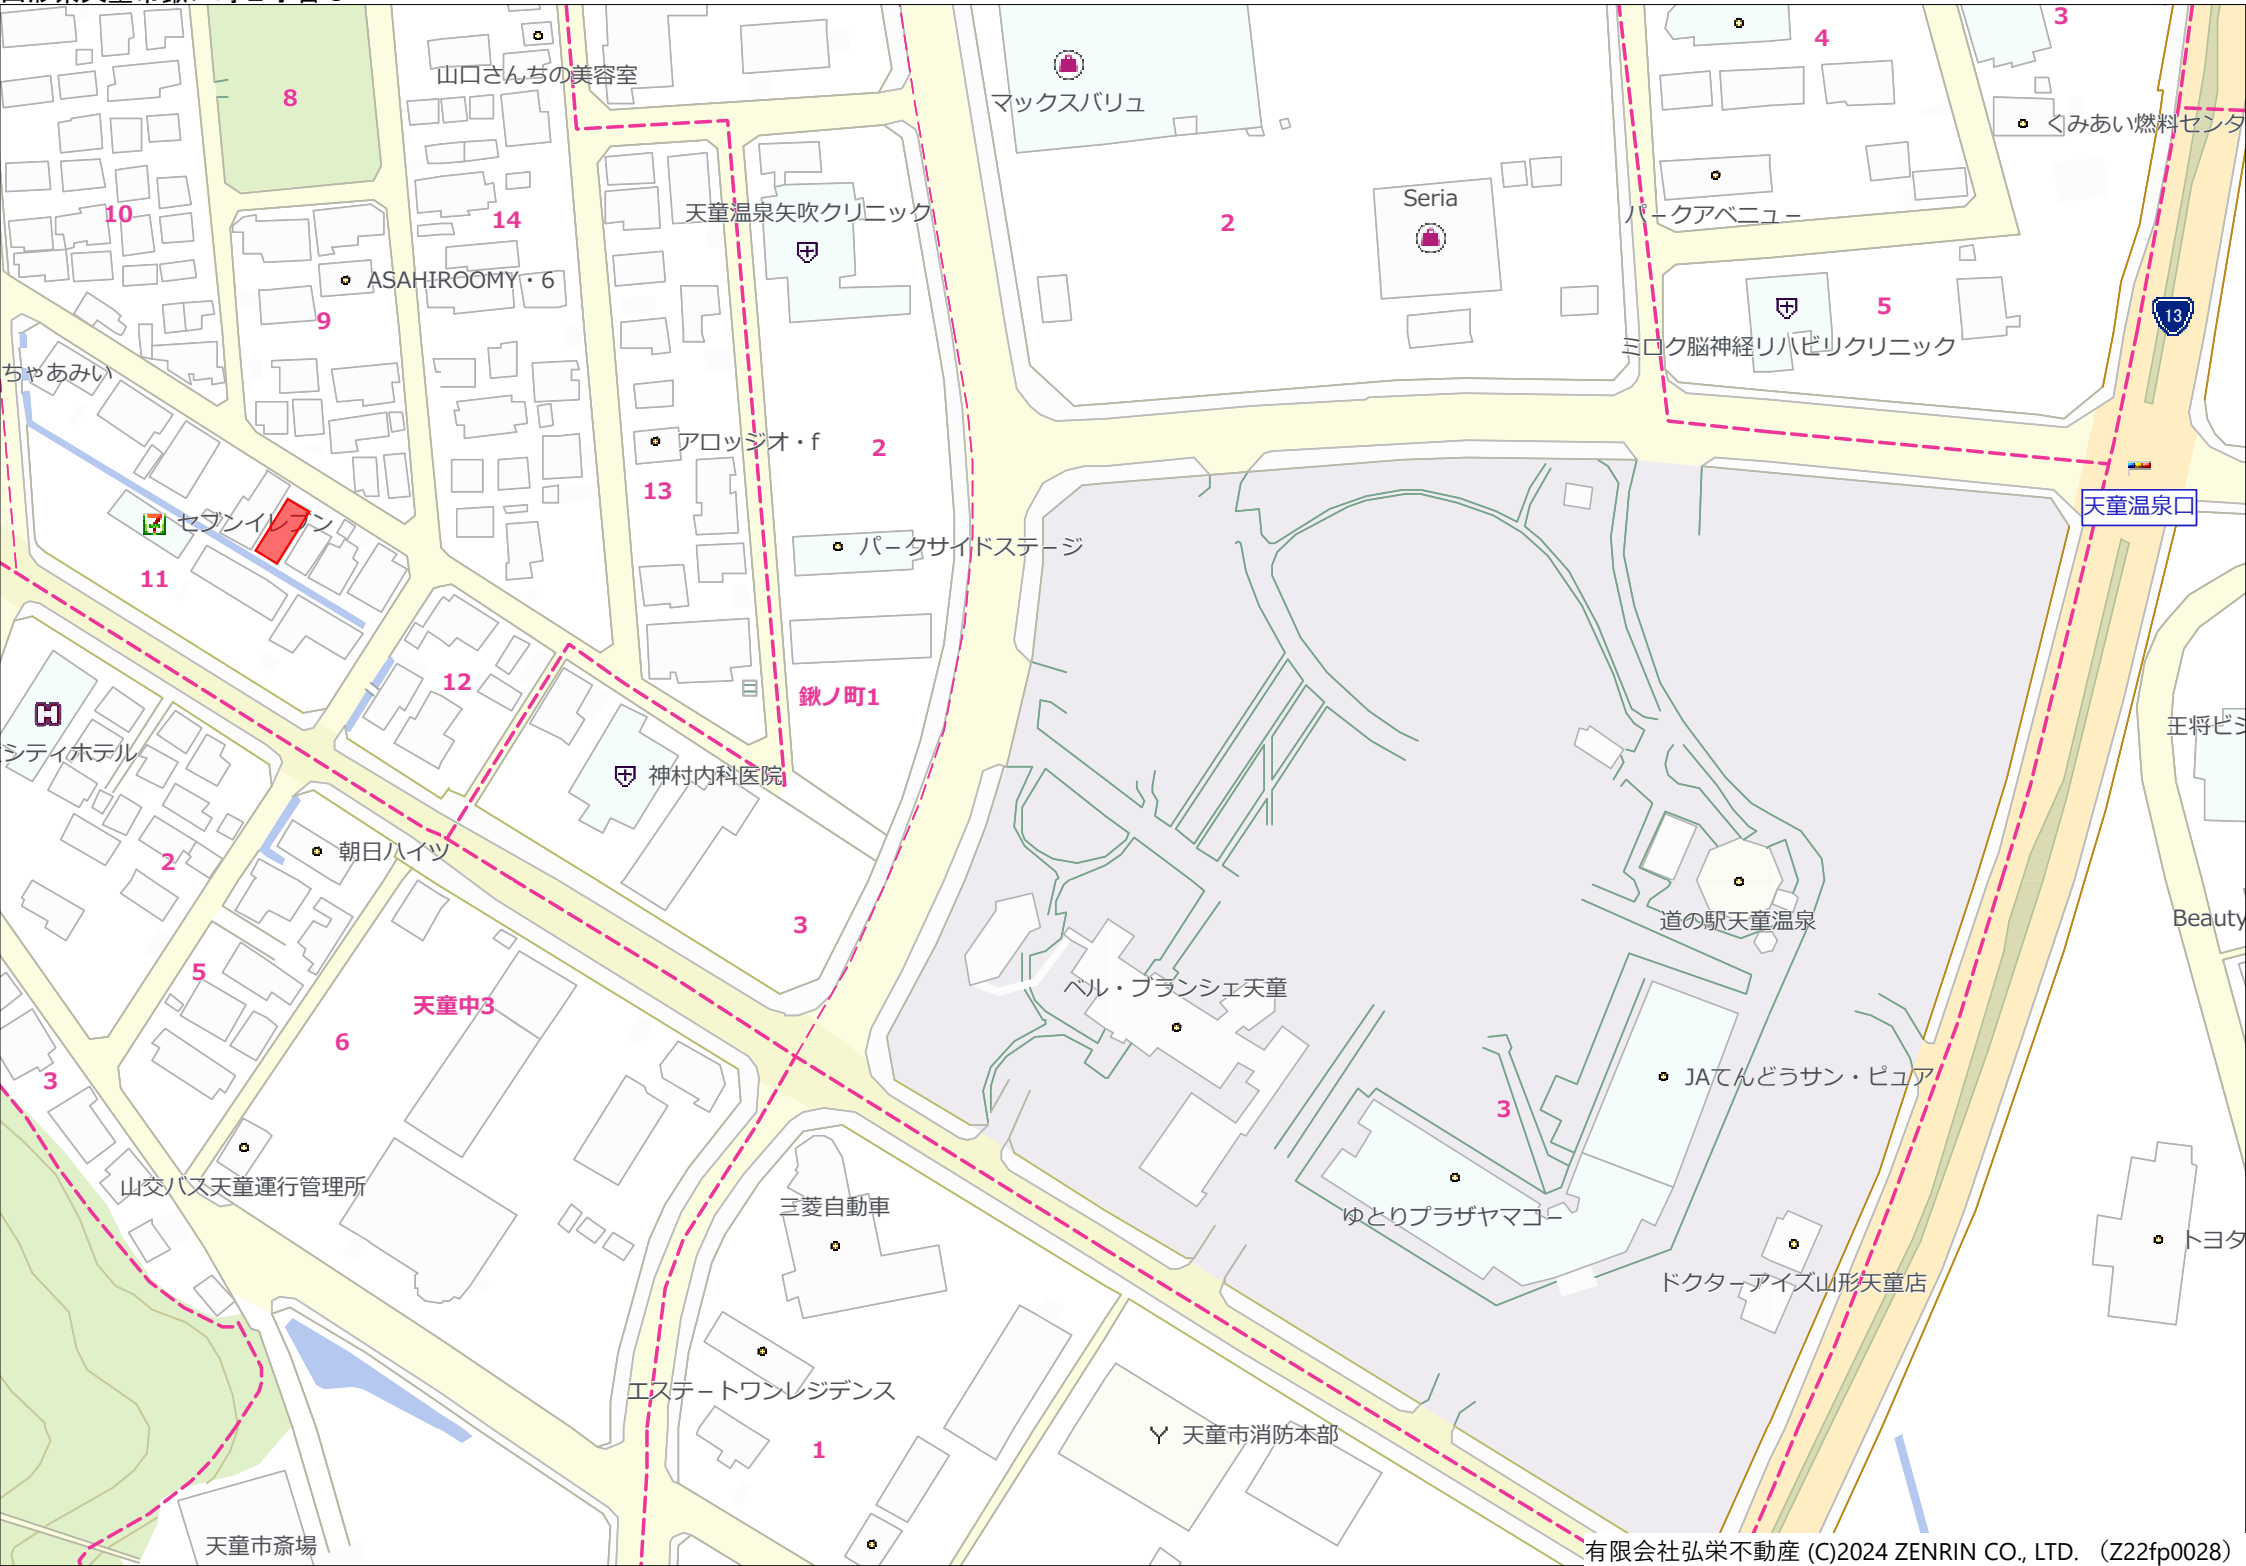 山口さんちの美容室
マックスバリュ
4
3
8
くみあい燃料センタ
10
14
天童温泉矢吹クリニック
2
Seria
パークアベニュー
ASAHIROOMY・6
9
5
13
ミロク脳神経リハビリクリニック
ちゃあみい
アロッジオ・f
2
13
セブンイレブン
天童温泉口
パークサイドステージ
11
12
鍬ノ町1
シティホテル
王将ビジ
神村内科医院
朝日ハイツ
2
道の駅天童温泉
Beauty
3
5
ベル・ブランシェ天童
天童中3
6
3
JAてんどうサン・ピュア
3
山交バス天童運行管理所
三菱自動車
ゆとりプラザヤマコー
トヨタ
ドクターアイズ山形天童店
エステートワンレジデンス
1
天童市消防本部
天童市斎場
有限会社弘栄不動産 (C)2024 ZENRIN CO., LTD. （Z22fp0028）